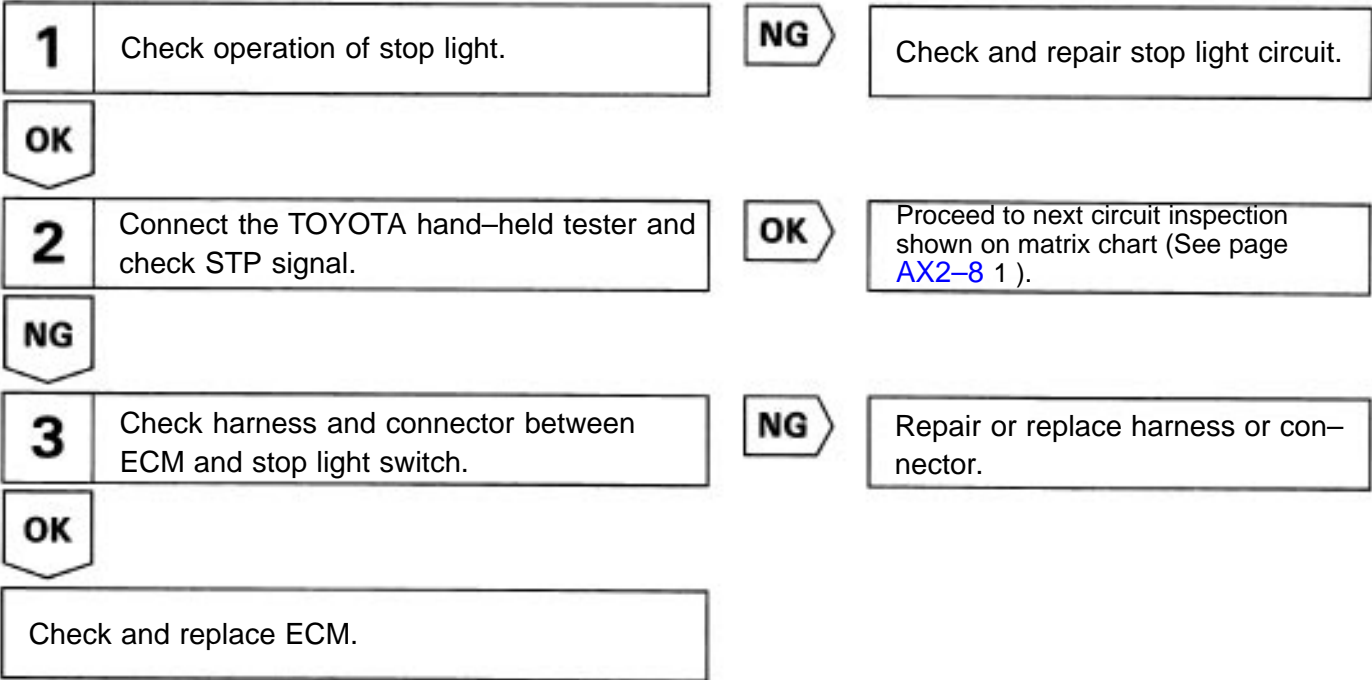 1
Check operation of stop light.
NG
Check and repair stop light circuit.
OK
2
Connect the TOYOTA hand–held tester and
check STP signal.
OK
Proceed to next circuit inspection
shown on matrix chart (See page
AX2–8 1 ).
NG
3
Check harness and connector between
ECM and stop light switch.
NG
Repair or replace harness or con–
nector.
OK
Check and replace ECM.